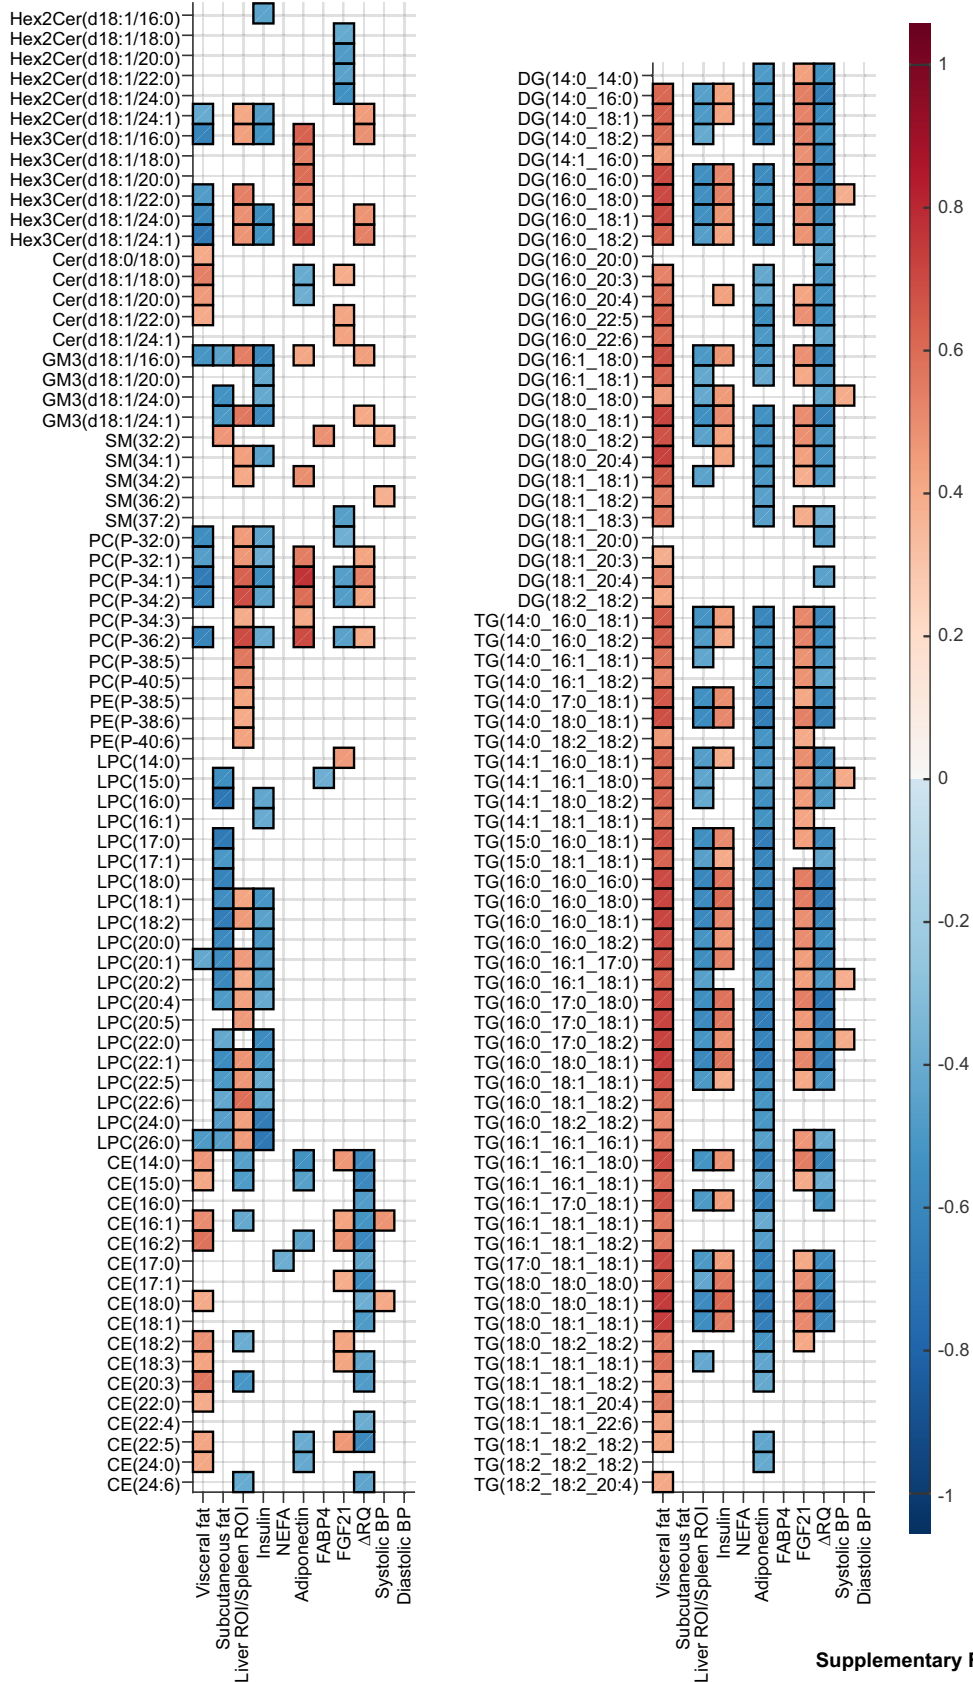 Hex2Cer(d18:1/16:0)
Hex2Cer(d18:1/18:0)
Hex2Cer(d18:1/20:0)
Hex2Cer(d18:1/22:0)
Hex2Cer(d18:1/24:0)
Hex2Cer(d18:1/24:1)
Hex3Cer(d18:1/16:0)
Hex3Cer(d18:1/18:0)
Hex3Cer(d18:1/20:0)
Hex3Cer(d18:1/22:0)
Hex3Cer(d18:1/24:0)
Hex3Cer(d18:1/24:1)
Cer(d18:0/18:0)
Cer(d18:1/18:0)
Cer(d18:1/20:0)
Cer(d18:1/22:0)
Cer(d18:1/24:1)
GM3(d18:1/16:0)
GM3(d18:1/20:0)
GM3(d18:1/24:0)
GM3(d18:1/24:1)
SM(32:2)
SM(34:1)
SM(34:2)
SM(36:2)
SM(37:2)
PC(P-32:0)
PC(P-32:1)
PC(P-34:1)
PC(P-34:2)
PC(P-34:3)
PC(P-36:2)
PC(P-38:5)
PC(P-40:5)
PE(P-38:5)
PE(P-38:6)
PE(P-40:6)
LPC(14:0)
LPC(15:0)
LPC(16:0)
LPC(16:1)
LPC(17:0)
LPC(17:1)
LPC(18:0)
LPC(18:1)
LPC(18:2)
LPC(20:0)
LPC(20:1)
LPC(20:2)
LPC(20:4)
LPC(20:5)
LPC(22:0)
LPC(22:1)
LPC(22:5)
LPC(22:6)
LPC(24:0)
LPC(26:0)
CE(14:0)
CE(15:0)
CE(16:0)
CE(16:1)
CE(16:2)
CE(17:0)
CE(17:1)
CE(18:0)
CE(18:1)
CE(18:2)
CE(18:3)
CE(20:3)
CE(22:0)
CE(22:4)
CE(22:5)
CE(24:0)
CE(24:6)
Visceral fat
Subcutaneous fat
Liver ROI/Spleen ROI
Insulin
NEFA
Adiponectin
FABP4
FGF21
ΔRQ
Systolic BP
Diastolic BP
DG(14:0_14:0)
DG(14:0_16:0)
DG(14:0_18:1)
DG(14:0_18:2)
DG(14:1_16:0)
DG(16:0_16:0)
DG(16:0_18:0)
DG(16:0_18:1)
DG(16:0_18:2)
DG(16:0_20:0)
DG(16:0_20:3)
DG(16:0_20:4)
DG(16:0_22:5)
DG(16:0_22:6)
DG(16:1_18:0)
DG(16:1_18:1)
DG(18:0_18:0)
DG(18:0_18:1)
DG(18:0_18:2)
DG(18:0_20:4)
DG(18:1_18:1)
DG(18:1_18:2)
DG(18:1_18:3)
DG(18:1_20:0)
DG(18:1_20:3)
DG(18:1_20:4)
DG(18:2_18:2)
TG(14:0_16:0_18:1)
TG(14:0_16:0_18:2)
TG(14:0_16:1_18:1)
TG(14:0_16:1_18:2)
TG(14:0_17:0_18:1)
TG(14:0_18:0_18:1)
TG(14:0_18:2_18:2)
TG(14:1_16:0_18:1)
TG(14:1_16:1_18:0)
TG(14:1_18:0_18:2)
TG(14:1_18:1_18:1)
TG(15:0_16:0_18:1)
TG(15:0_18:1_18:1)
TG(16:0_16:0_16:0)
TG(16:0_16:0_18:0)
TG(16:0_16:0_18:1)
TG(16:0_16:0_18:2)
TG(16:0_16:1_17:0)
TG(16:0_16:1_18:1)
TG(16:0_17:0_18:0)
TG(16:0_17:0_18:1)
TG(16:0_17:0_18:2)
TG(16:0_18:0_18:1)
TG(16:0_18:1_18:1)
TG(16:0_18:1_18:2)
TG(16:0_18:2_18:2)
TG(16:1_16:1_16:1)
TG(16:1_16:1_18:0)
TG(16:1_16:1_18:1)
TG(16:1_17:0_18:1)
TG(16:1_18:1_18:1)
TG(16:1_18:1_18:2)
TG(17:0_18:1_18:1)
TG(18:0_18:0_18:0)
TG(18:0_18:0_18:1)
TG(18:0_18:1_18:1)
TG(18:0_18:2_18:2)
TG(18:1_18:1_18:1)
TG(18:1_18:1_18:2)
TG(18:1_18:1_20:4)
TG(18:1_18:1_22:6)
TG(18:1_18:2_18:2)
TG(18:2_18:2_18:2)
TG(18:2_18:2_20:4)
Visceral fat
Subcutaneous fat
Liver ROI/Spleen ROI
Insulin
NEFA
Adiponectin
FABP4
FGF21
ΔRQ
Systolic BP
Diastolic BP
1
0.8
0.6
0.4
0.2
0
-0.2
-0.4
-0.6
-0.8
-1
Supplementary F